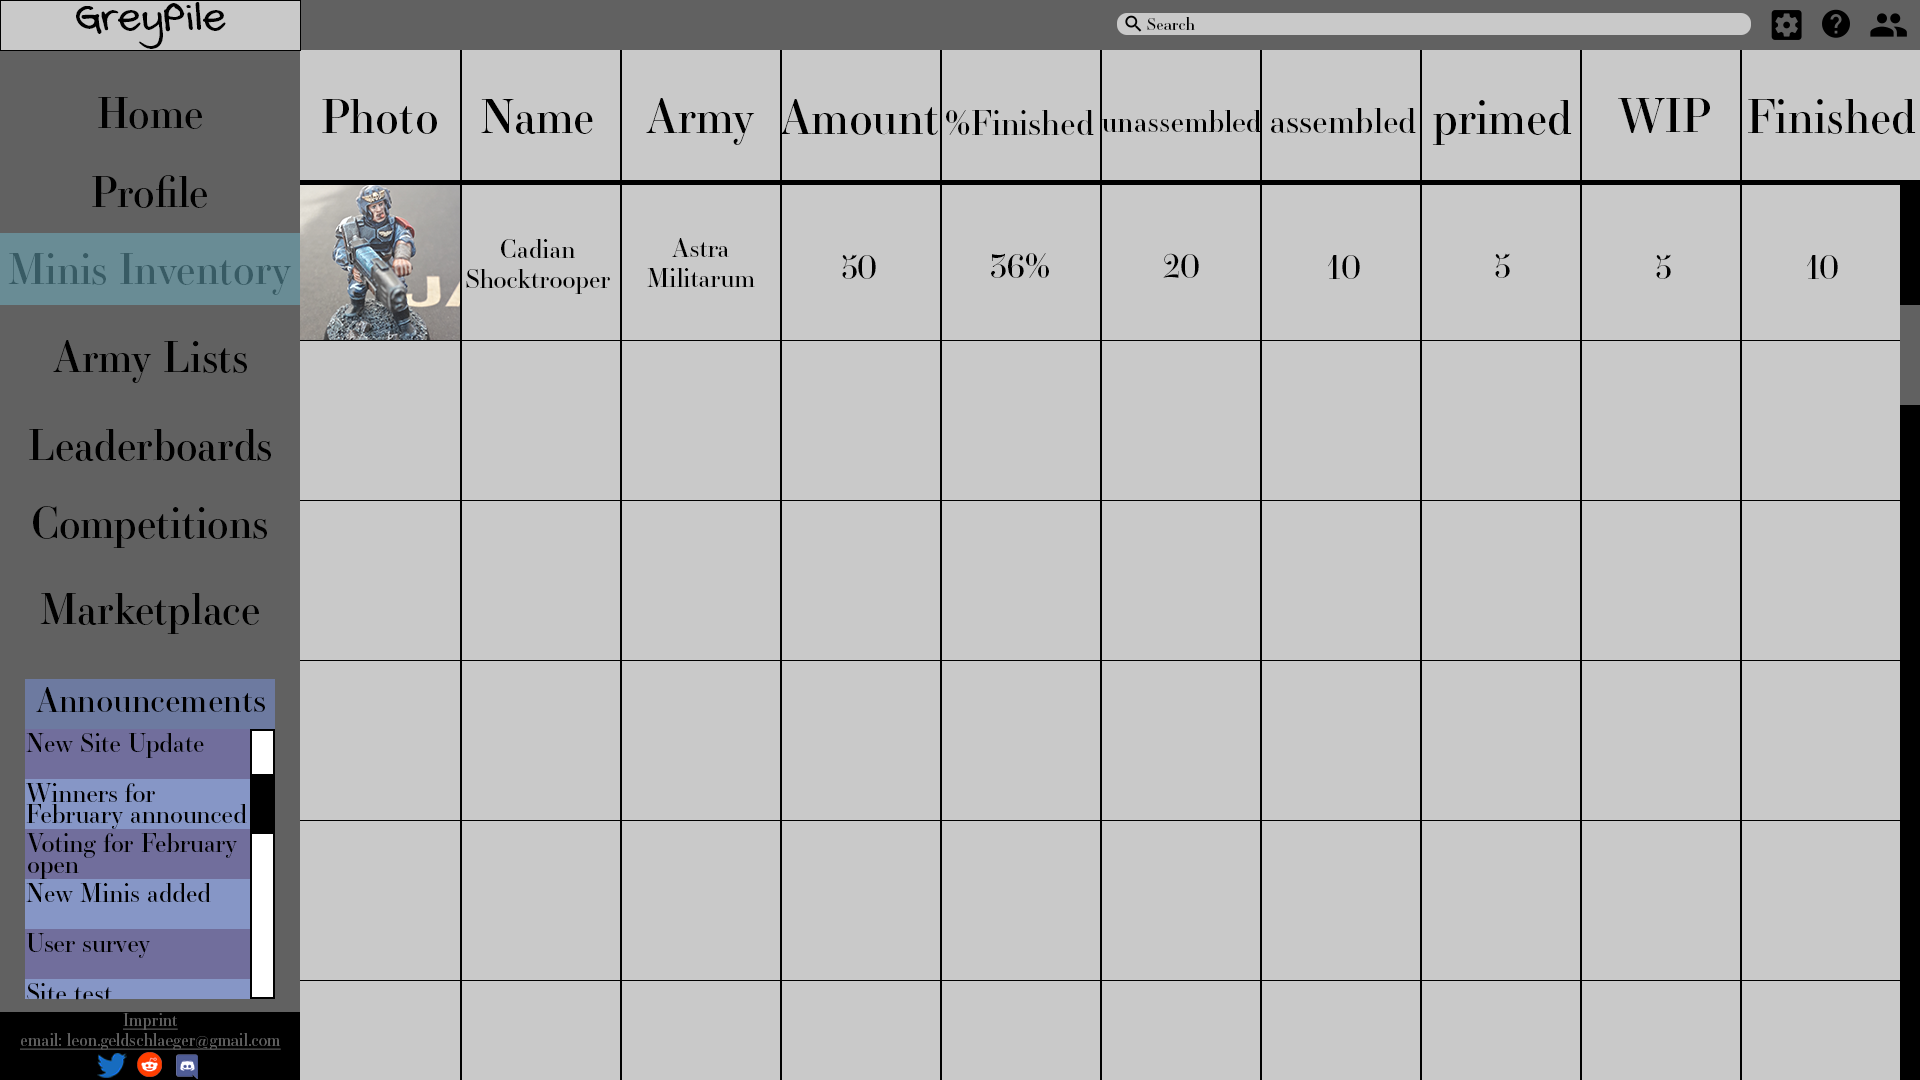 GreyPile
Search
Home
Profile
Minis Inventory
Army Lists
Leaderboards
Competitions
Marketplace
Announcements
New Site Update
Winners for
February announced
Voting for February
open
New Minis added
User survey
Site test
Imprint
email: leon.geldschlaeger@gmail.com
Photo Name Army Amount %Finished unassembled assembled primed WIP Finished
Cadian
Shocktrooper
Astra
Militarum
50 36% 20 10 5 5 10
JA